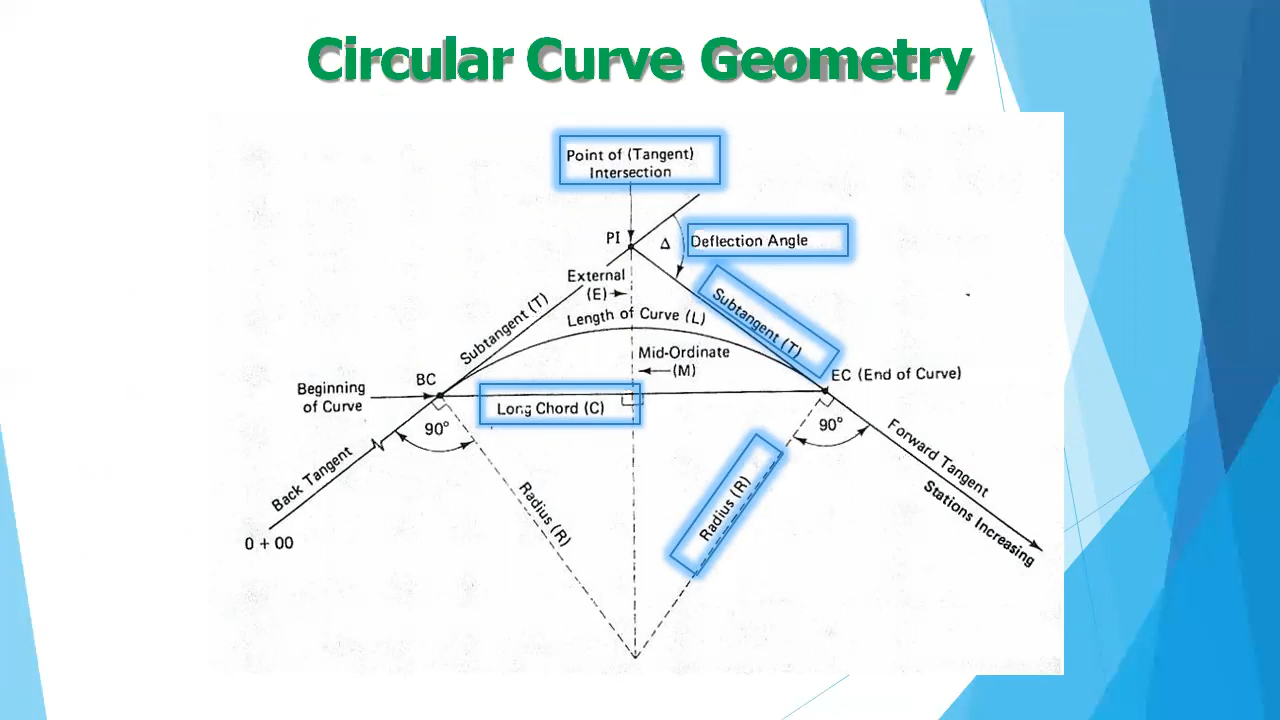 Circular Curve Geometry
Point of (Tangent)
Intersection
PI
Δ
Deflection Angle
External
(E)
Subtangent (T)
Length of Curve (L)
Subtangent (T)
Mid-Ordinate
(M)
BC
EC (End of Curve)
Beginning
of Curve
Long Chord (C)
90°
90°
Back Tangent
Forward Tangent
Radius (R)
Radius (R)
Stations Increasing
0 + 00